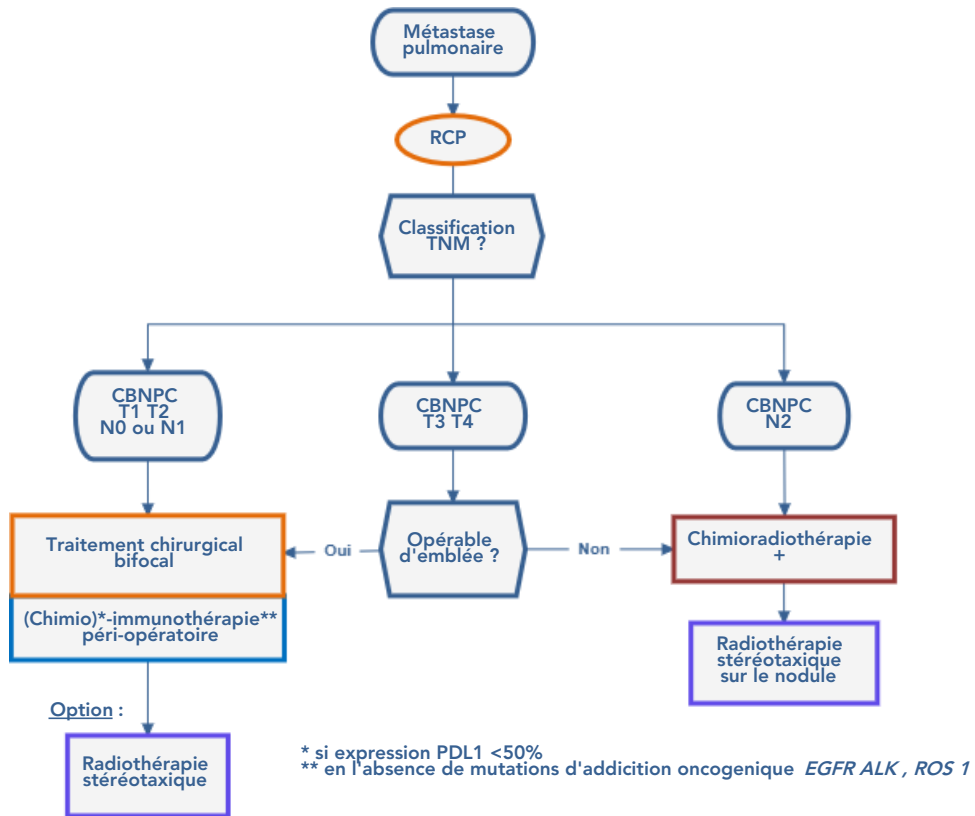 Métastase
pulmonaire
RCP
Classification
TNM ?
CBNPC
T1 T2
N0 ou N1
CBNPC
T3 T4
CBNPC
N2
Traitement chirurgical
bifocal
Oui
Opérable
d'emblée ?
Non
Chimioradiothérapie
+
(Chimio)*-immunothérapie**
péri-opératoire
Radiothérapie
stéréotaxique
sur le nodule
Option :
Radiothérapie
stéréotaxique
* si expression PDL1 <50%
** en l'absence de mutations d'addicition oncogenique EGFR ALK , ROS 1